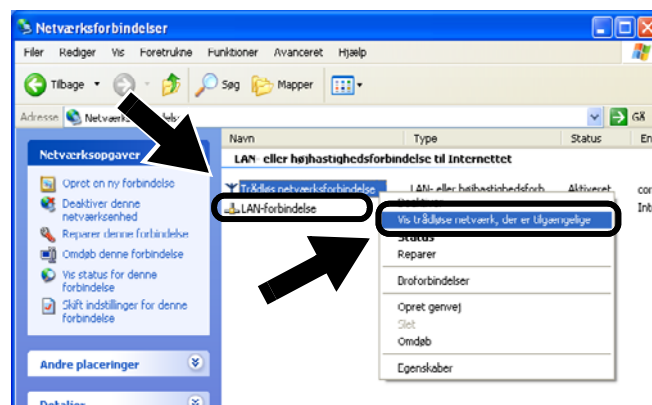 Netværksforbindelser
Filer Rediger Vis Foretrukne Funktioner Avanceret Hjælp
Tilbage Søg Mapper
Adresse
Navn Type Status
Netværksopgaver
LAN- eller højhastighedsforbindelse til Internettet
Opret en ny forbindelse
Deaktiver denne
netværksenhed
Reparer denne forbindelse
Omdøb denne forbindelse
Vis status for denne
forbindelse
Skift indstillinger for denne
forbindelse
Andre placeringer
Detaljer
Trådløs netværksforbindelse LAN- eller højhastighedsforb... Aktiveret
LAN-forbindelse
Deaktiver
Vis trådløse netværk, der er tilgængelige
Status
Reparer
Broforbindelser
Opret genvej
Slet
Omdøb
Egenskaber